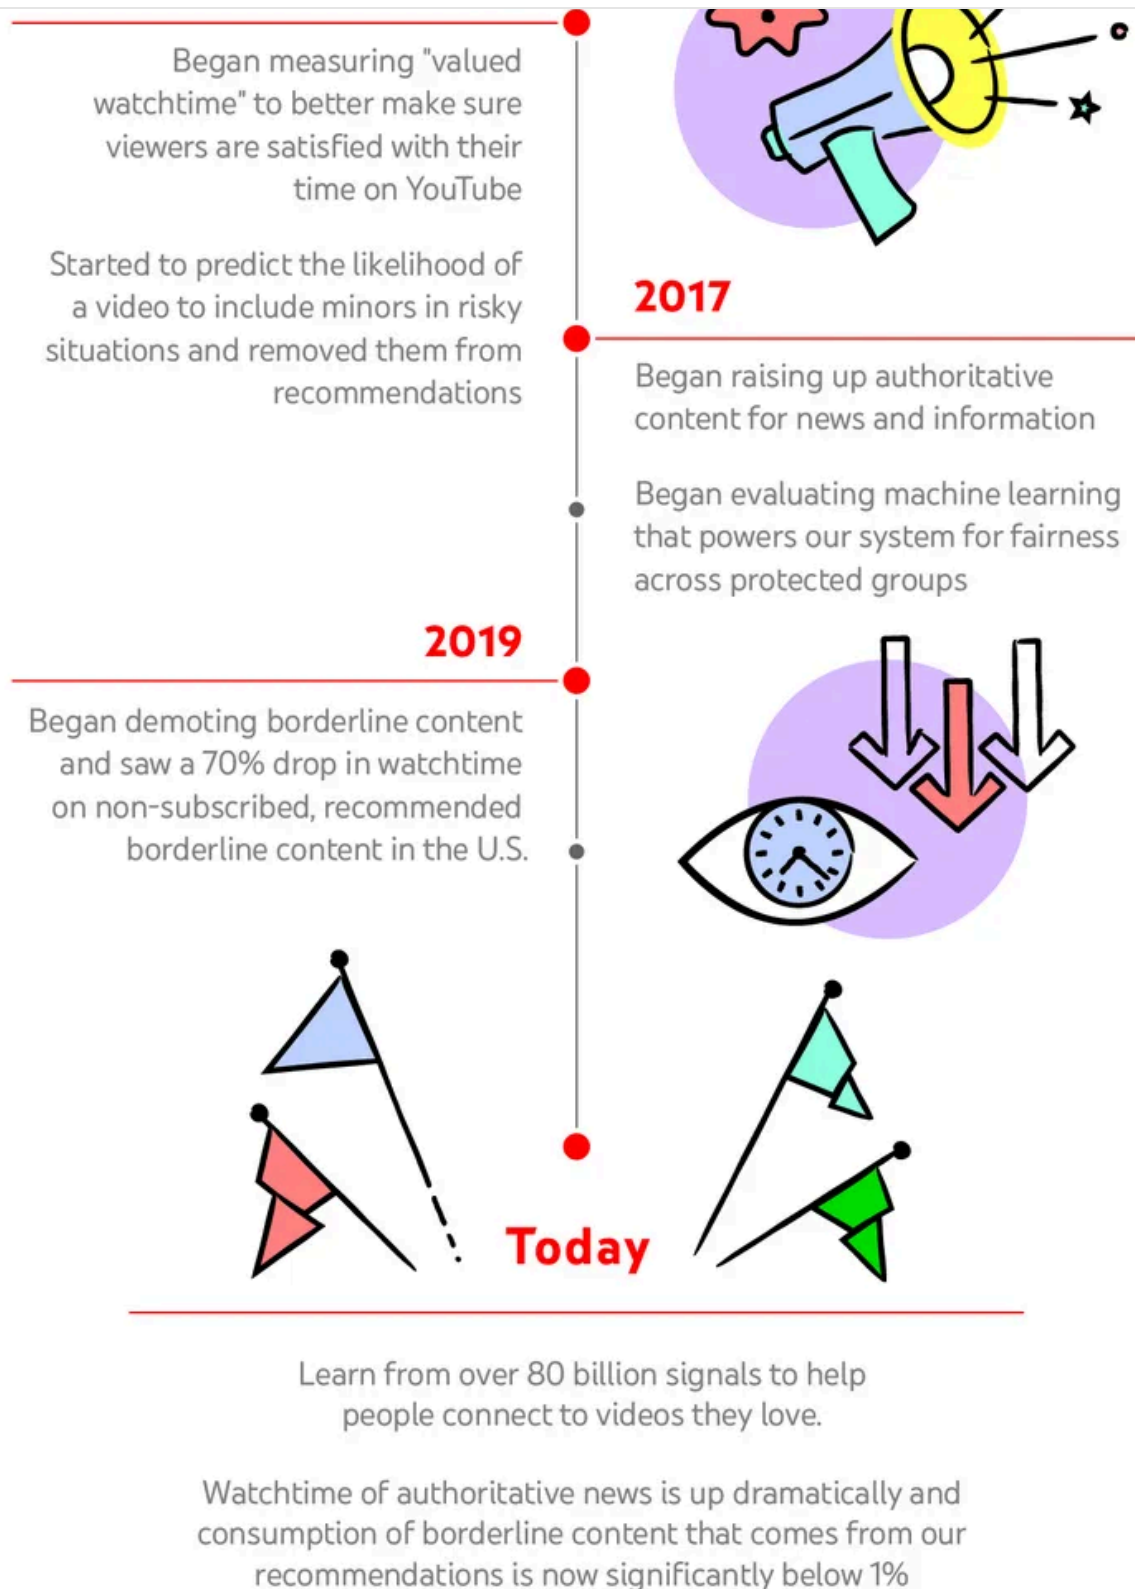 Began measuring "valued
watchtime" to better make sure
viewers are satisfied with their
time on YouTube
Started to predict the likelihood of
a video to include minors in risky
situations and removed them from
recommendations
2017
Began raising up authoritative
content for news and information
Began evaluating machine learning
that powers our system for fairness
across protected groups
2019
Began demoting borderline content
and saw a 70% drop in watchtime
on non-subscribed, recommended
borderline content in the U.S.
Today
Learn from over 80 billion signals to help
people connect to videos they love.
Watchtime of authoritative news is up dramatically and
consumption of borderline content that comes from our
recommendations is now significantly below 1%